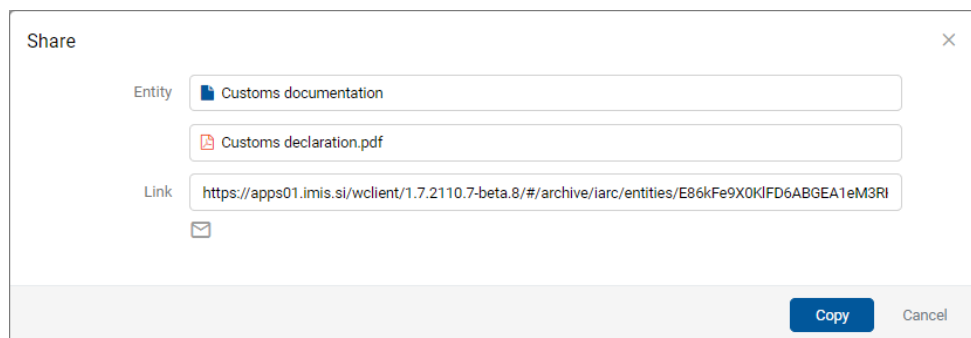 Share
Entity Customs documentation
Customs declaration.pdf
Link https://apps01.imis.si/wclient/1.7.2110.7-beta.8/#/archive/iarc/entities/
Copy Cancel